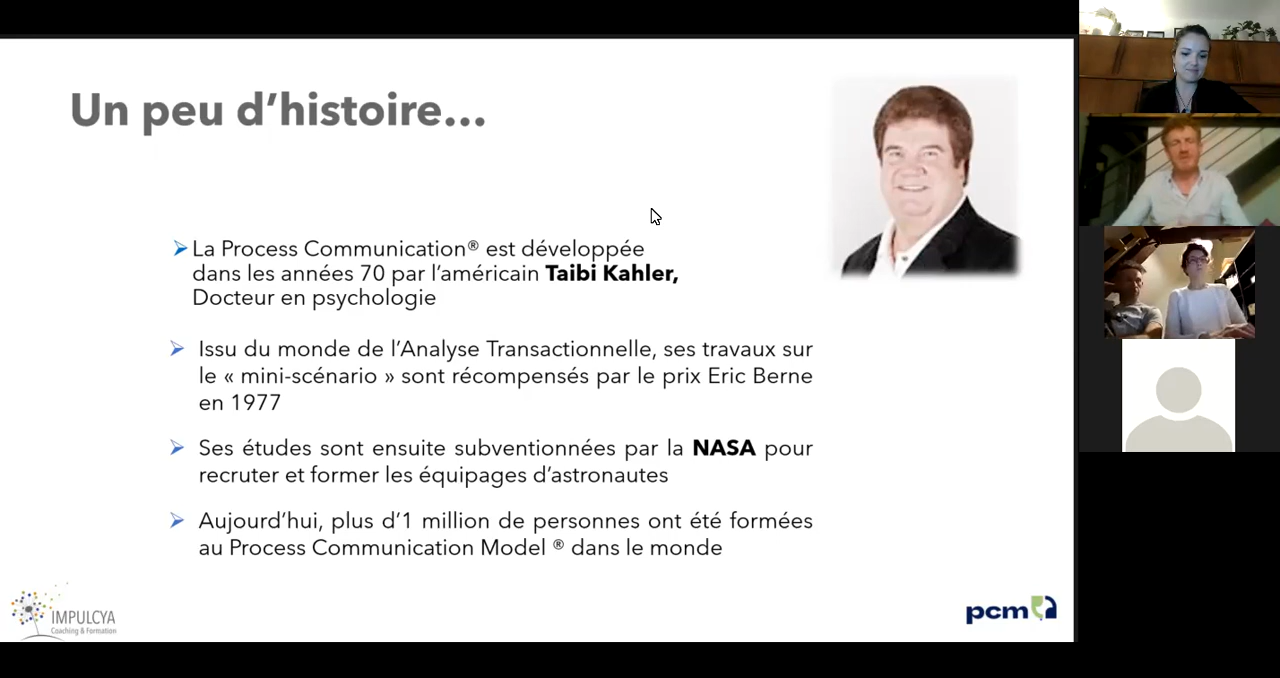 Un peu d’histoire...
La Process Communication® est développée
dans les années 70 par l’américain Taibi Kahler,
Docteur en psychologie
Issu du monde de l’Analyse Transactionnelle, ses travaux sur
le « mini-scénario » sont récompensés par le prix Eric Berne
en 1977
Ses études sont ensuite subventionnées par la NASA pour
recruter et former les équipages d’astronautes
Aujourd’hui, plus d’1 million de personnes ont été formées
au Process Communication Model ® dans le monde
IMPULCYA
Coaching & Formation
pcm